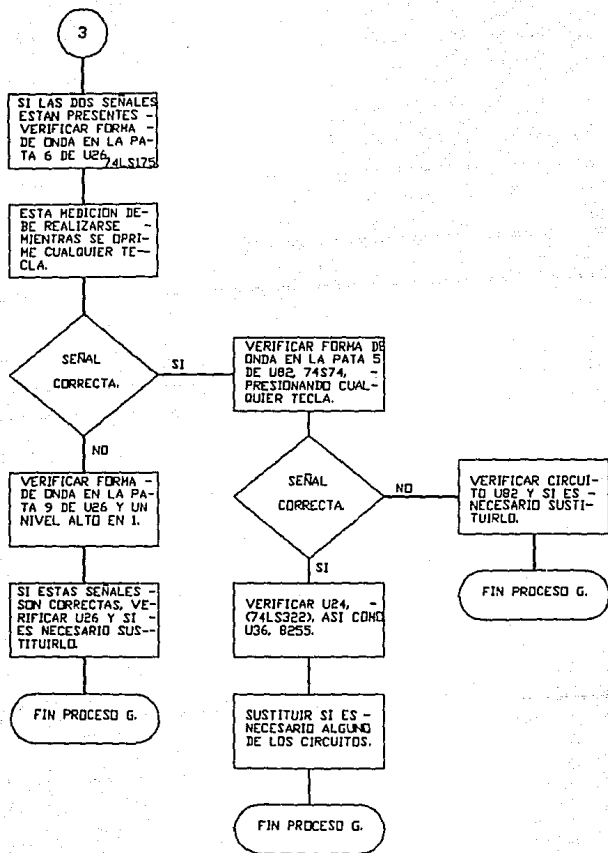 3
SI LAS DOS SEÑALES
ESTAN PRESENTES -
VERIFICAR FORMA -
DE ONDA EN LA PA-
TA 6 DE U26, 74LS175
ESTA MEDICION DE-
BE REALIZARSE -
MIENTRAS SE OPRI-
ME CUALQUIER TE--
CLA.
SEÑAL
CORRECTA.
SI
NO
VERIFICAR FORMA -
DE ONDA EN LA PA-
TA 9 DE U26 Y UN
NIVEL ALTO EN 1.
SI ESTAS SEÑALES -
SON CORRECTAS, VE-
RIFICAR U26 Y SI -
ES NECESARIO SUS--
TITUIRLO.
FIN PROCESO G.
VERIFICAR FORMA DE
ONDA EN LA PATA 5
DE U82, 74S74, -
PRESIONANDO CUAL-
QUIER TECLA.
SEÑAL
CORRECTA.
NO
SI
VERIFICAR U24, -
(74LS322), ASI COMO
U36, 8255.
SUSTITUIR SI ES -
NECESARIO ALGUNO
DE LOS CIRCUITOS.
FIN PROCESO G.
VERIFICAR CIRCUI-
TO U82 Y SI ES -
NECESARIO SUSTI-
TUIRLO.
FIN PROCESO G.